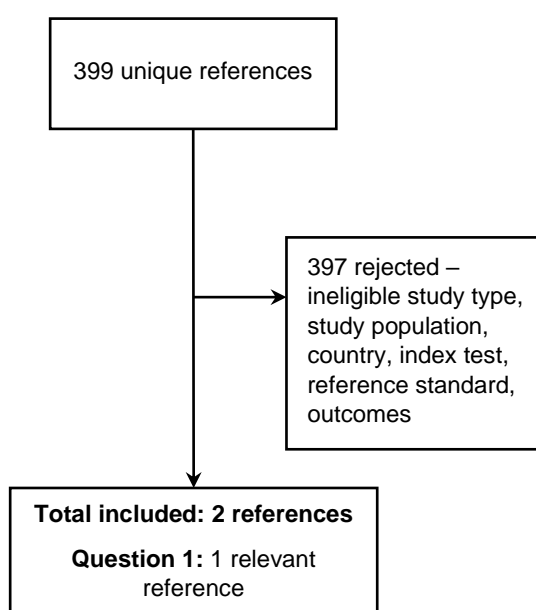 399 unique references
397 rejected –
ineligible study type,
study population,
country, index test,
reference standard,
outcomes
Total included: 2 references
Question 1: 1 relevant
reference